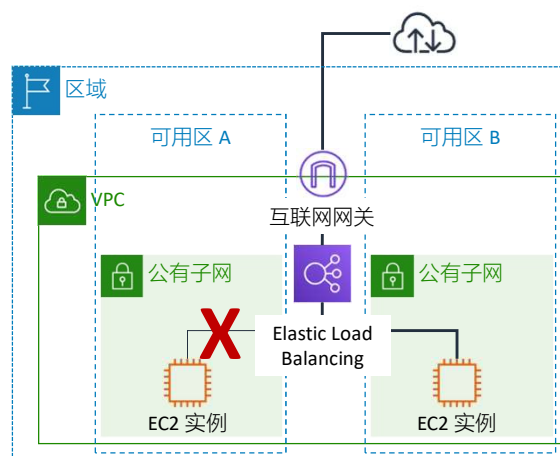 区域
可用区 A
可用区 B
VPC
互联网网关
公有子网
公有子网
Elastic Load
Balancing
EC2 实例
EC2 实例